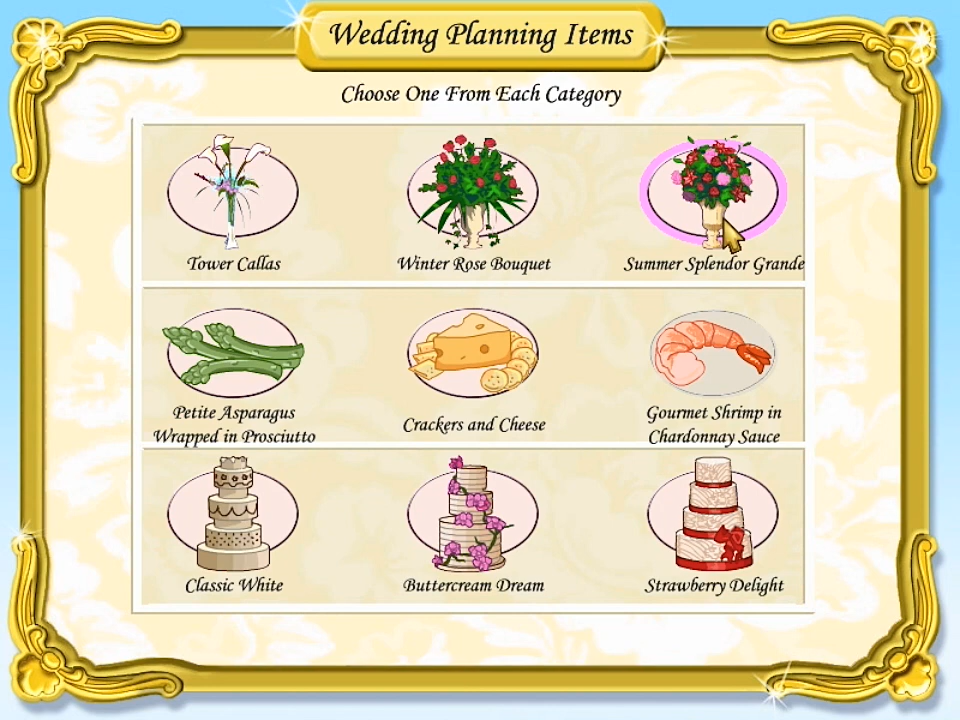 Wedding Planning Items
Choose One From Each Category
Tower Callas
Winter Rose Bouquet
Summer Splendor Grande
Petite Asparagus
Wrapped in Prosciutto
Crackers and Cheese
Gourmet Shrimp in
Chardonnay Sauce
Classic White
Buttercream Dream
Strawberry Delight